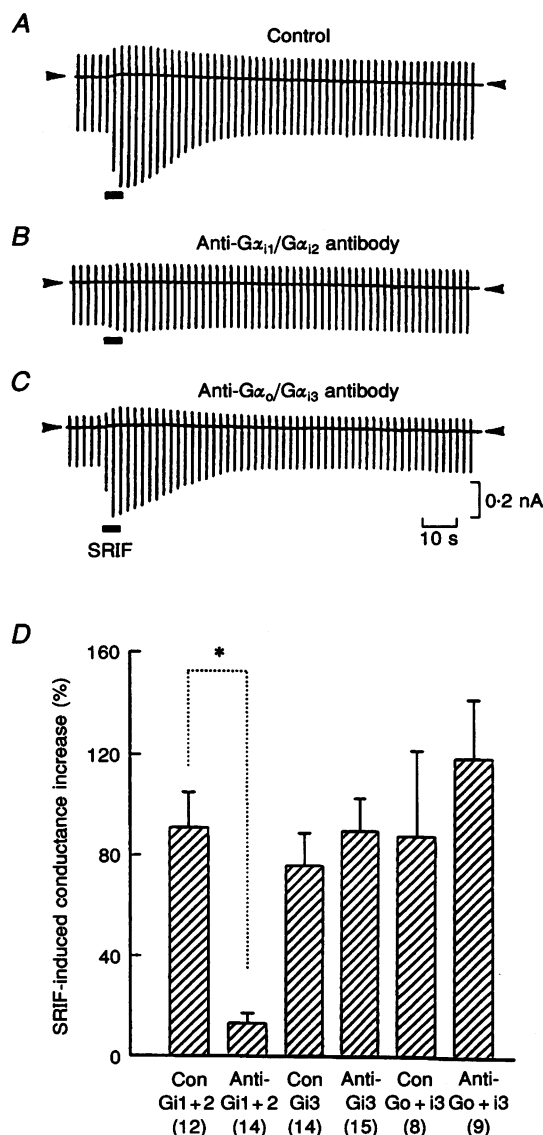 A
Control
B
Anti-Gαi1/Gαi2 antibody
C
Anti-Gαo/Gαi3 antibody
0·2 nA
10 s
SRIF
D
*
SRIF-induced conductance increase (%)
160
120
80
40
0
Con Anti- Con Anti- Con Anti-
Gi1+2 Gi1+2 Gi3 Gi3 Go+i3 Go+i3
(12) (14) (14) (15) (8) (9)